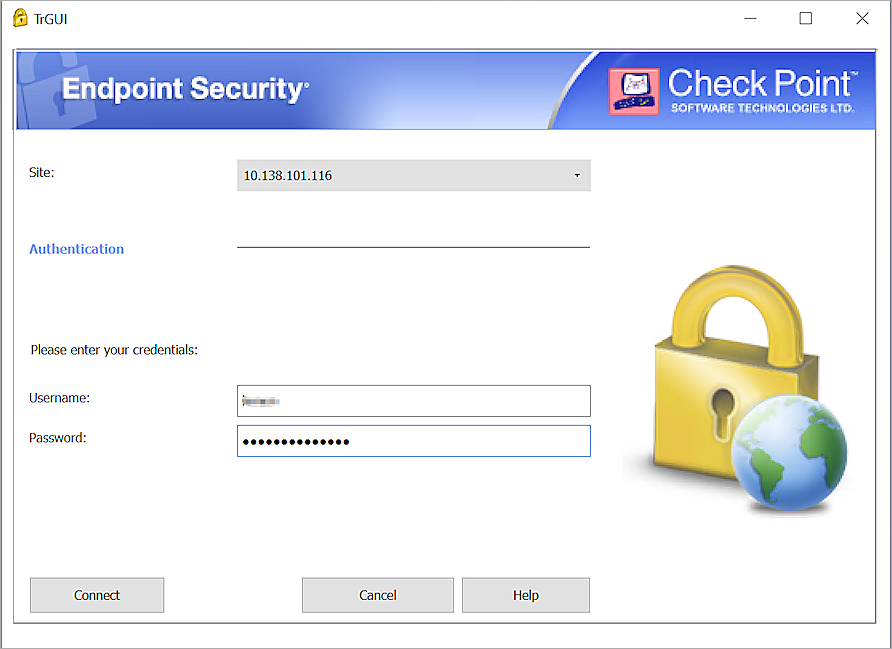 TrGUI
Endpoint Security
Check Point™
SOFTWARE TECHNOLOGIES LTD.
Site:
10.138.101.116
Authentication
Please enter your credentials:
Username:
Password:
●●●●●●●●●●●●●●
Connect
Cancel
Help